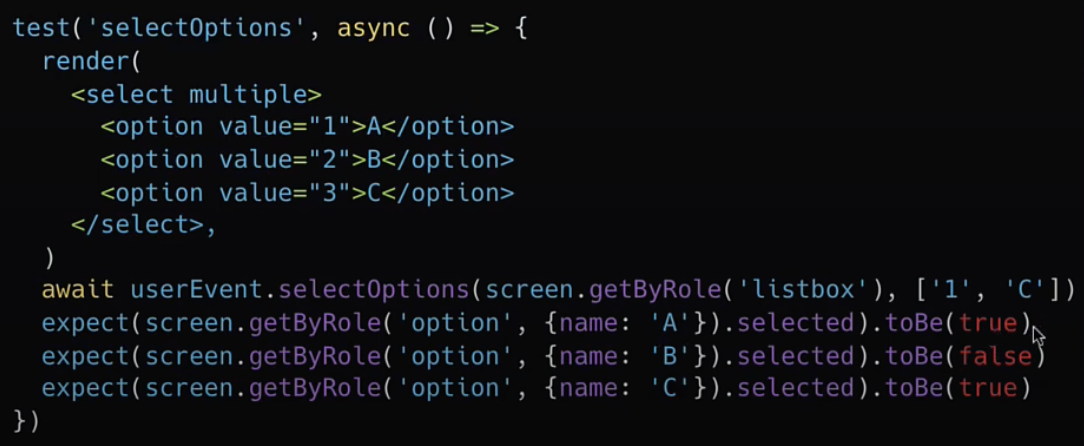 test('selectOptions', async () => {
  render(
    <select multiple>
      <option value="1">A</option>
      <option value="2">B</option>
      <option value="3">C</option>
    </select>,
  )
  await userEvent.selectOptions(screen.getByRole('listbox'), ['1', 'C'])
  expect(screen.getByRole('option', {name: 'A'}).selected).toBe(true)
  expect(screen.getByRole('option', {name: 'B'}).selected).toBe(false)
  expect(screen.getByRole('option', {name: 'C'}).selected).toBe(true)
})